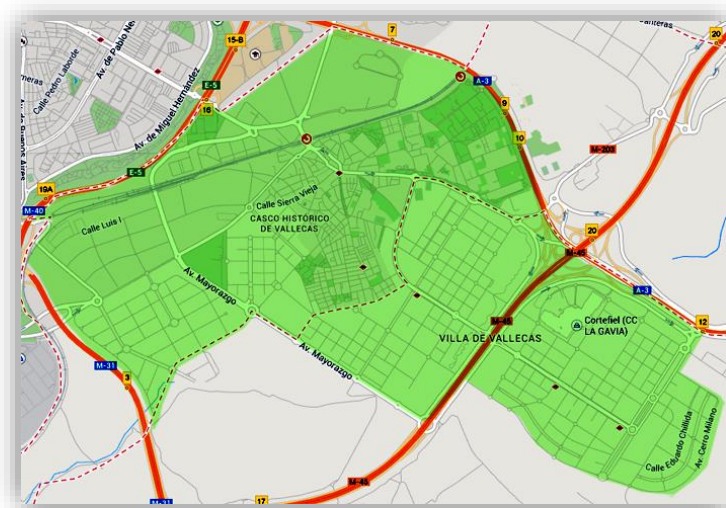 Canteras
20
7
15-B
Av. de Pablo Ne
Calle Pedro Laborde
meras
E-5
A-3
16
9
10
Av. de Miguel Hernández
M-203
E-5
19A
M-40
Calle Sierra Vieja
CASCO HISTÓRICO
DE VALLECAS
Calle Luis I
20
M-45
Av. Mayorazgo
A-3
M-45
12
Cortefiel (CC
LA GAVIA)
VILLA DE VALLECAS
Av. Mayorazgo
M-31
3
Calle Eduardo Chillida
Av. Cerro Milano
M-45
17
M-31